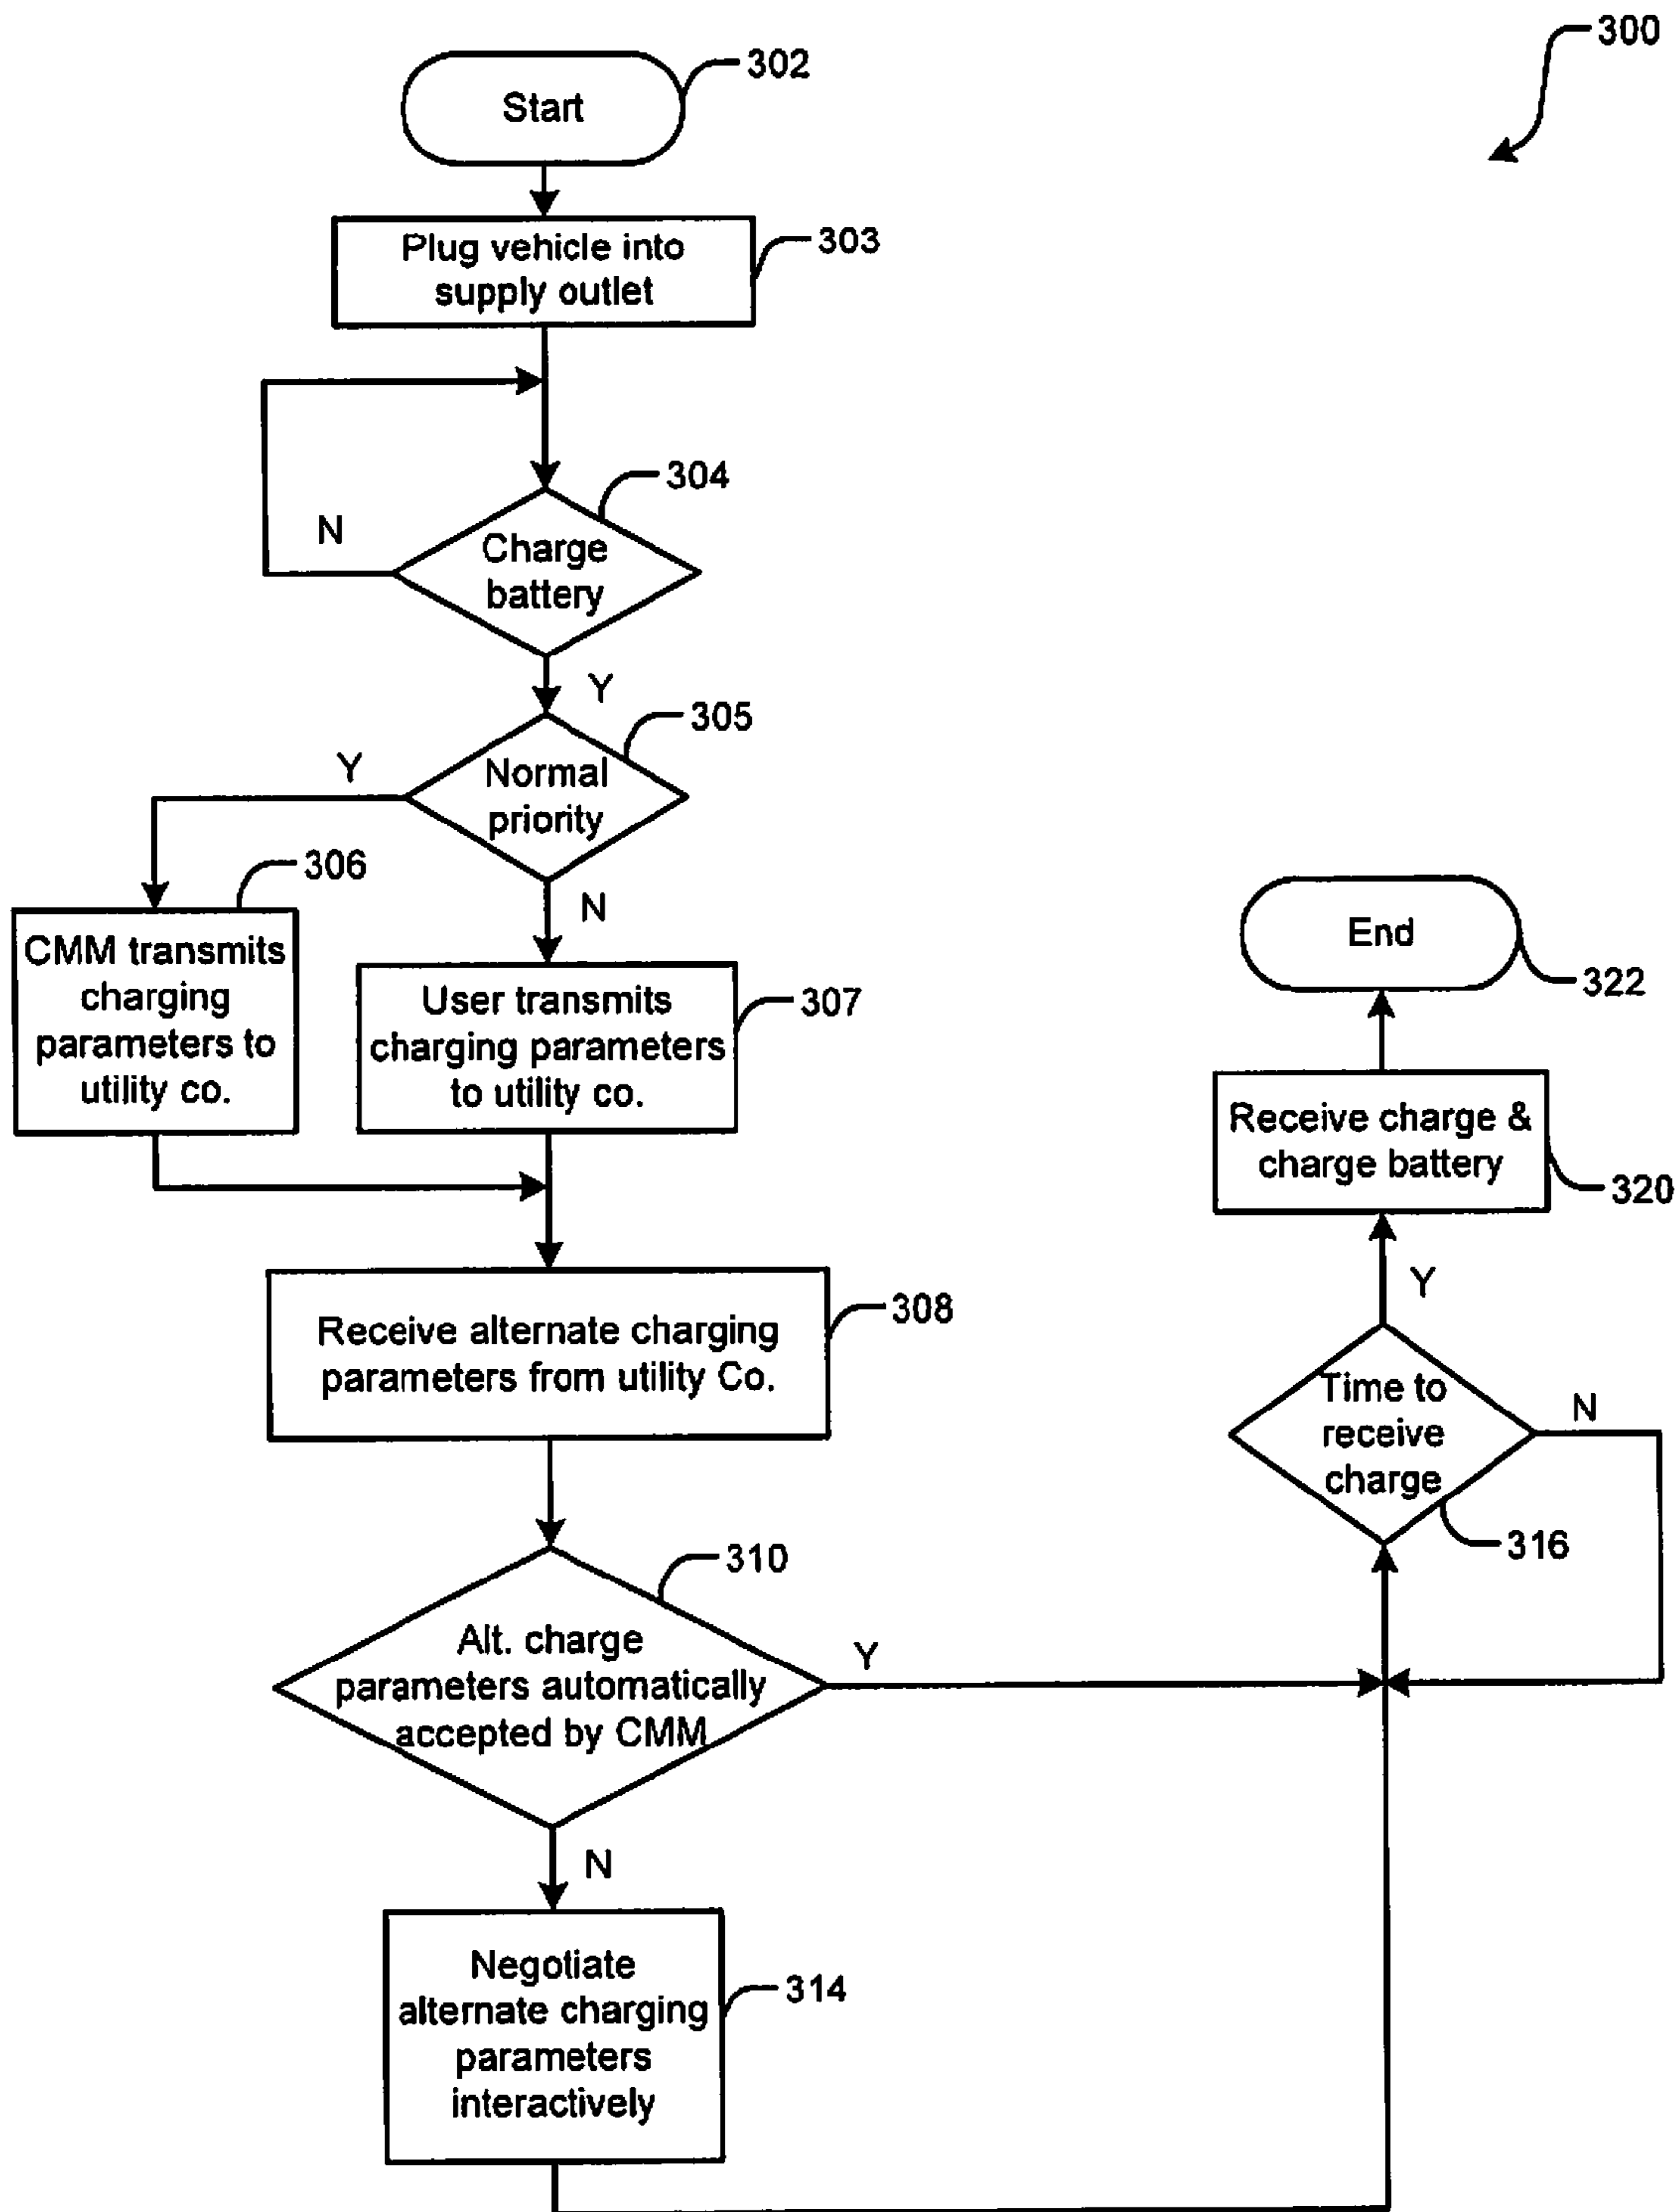 300
302
Start
303
Plug vehicle into
supply outlet
304
N
Charge
battery
Y
305
Y
Normal
priority
306
N
CMM transmits
charging
parameters to
utility co.
307
User transmits
charging parameters
to utility co.
308
Receive alternate charging
parameters from utility Co.
310
Alt. charge
parameters automatically
accepted by CMM
Y
N
314
Negotiate
alternate charging
parameters
interactively
End
322
Receive charge &
charge battery
320
Y
Time to
receive
charge
N
316